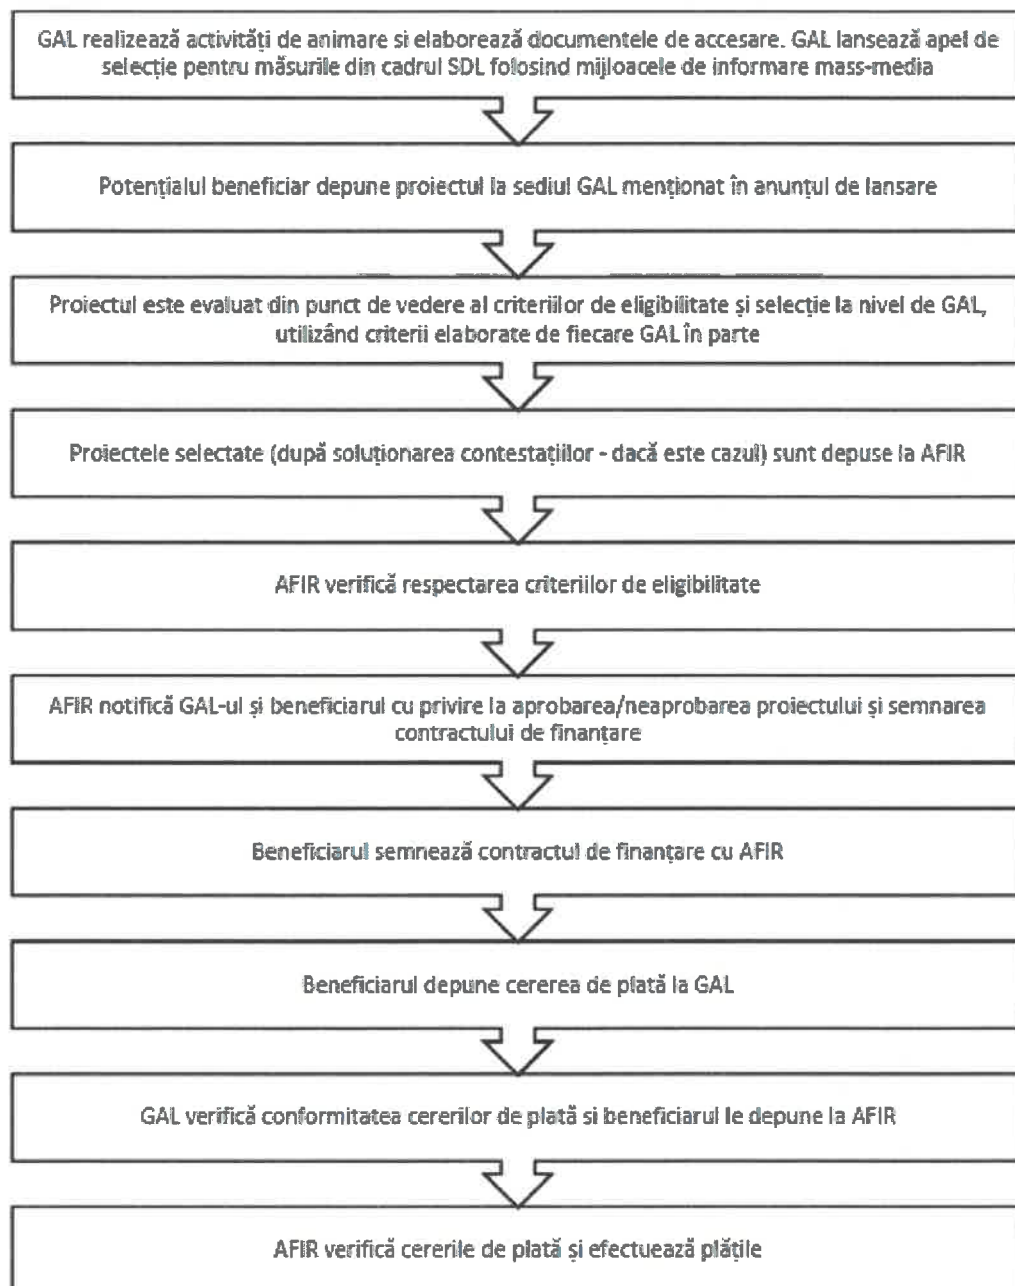 GAL realizează activități de animare si elaborează documentele de accesare. GAL lansează apel de
selecție pentru măsurile din cadrul SDL folosind mijloacele de informare mass-media
Potențialul beneficiar depune proiectul la sediul GAL menționat în anunțul de lansare
Proiectul este evaluat din punct de vedere al criteriilor de eligibilitate și selecție la nivel de GAL,
utilizând criterii elaborate de fiecare GAL în parte
Proiectele selectate (după soluționarea contestațiilor - dacă este cazul) sunt depuse la AFIR
AFIR verifică respectarea criteriilor de eligibilitate
AFIR notifică GAL-ul și beneficiarul cu privire la aprobarea/neaprobarea proiectului și semnarea
contractului de finanțare
Beneficiarul semnează contractul de finanțare cu AFIR
Beneficiarul depune cererea de plată la GAL
GAL verifică conformitatea cererilor de plată si beneficiarul le depune la AFIR
AFIR verifică cererile de plată și efectuează plățile